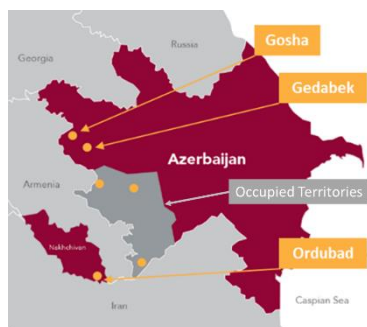 Russia
Gosha
Georgia
Gedabek
Azerbaijan
Armenia
Occupied Territories
Nakhchivan
Ordubad
Iran
Caspian Sea